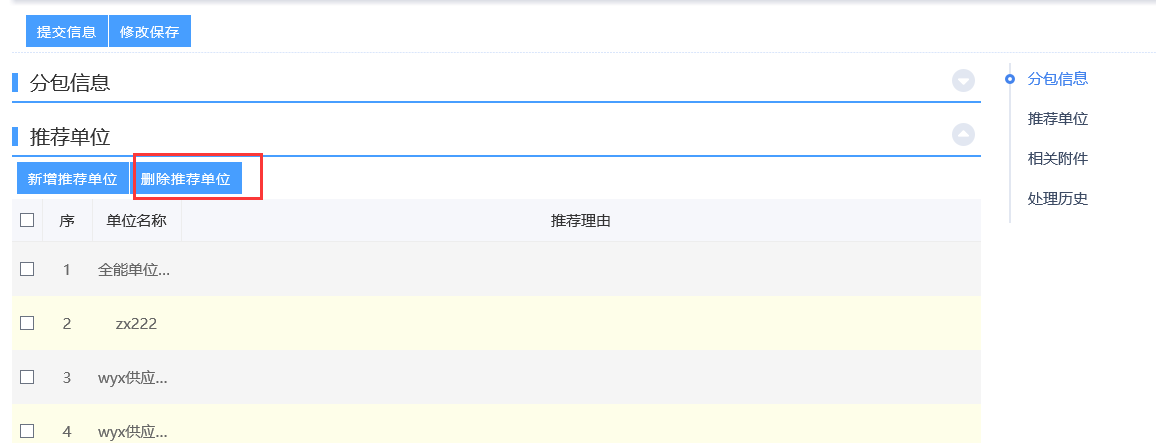 提交信息 修改保存
分包信息
推荐单位
新增推荐单位 删除推荐单位
序 单位名称 推荐理由
1 全能单位...
2 zx222
3 wyx供应...
4 wyx供应...
分包信息
推荐单位
相关附件
处理历史